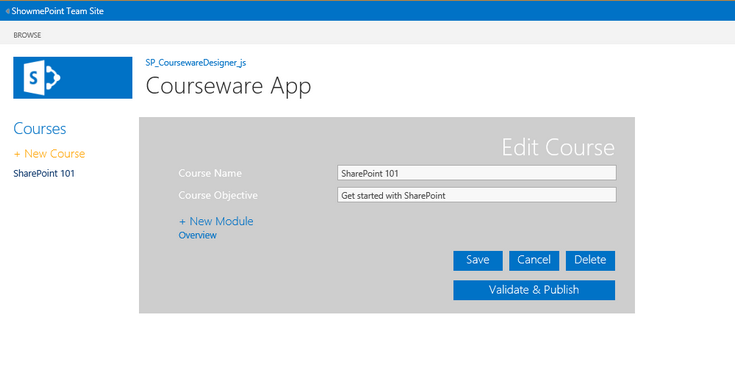 ShowmePoint Team Site
BROWSE
S
SP_CoursewareDesigner_js
Courseware App
Courses
+ New Course
SharePoint 101
Edit Course
Course Name SharePoint 101
Course Objective Get started with SharePoint
+ New Module
Overview
Save Cancel Delete
Validate & Publish